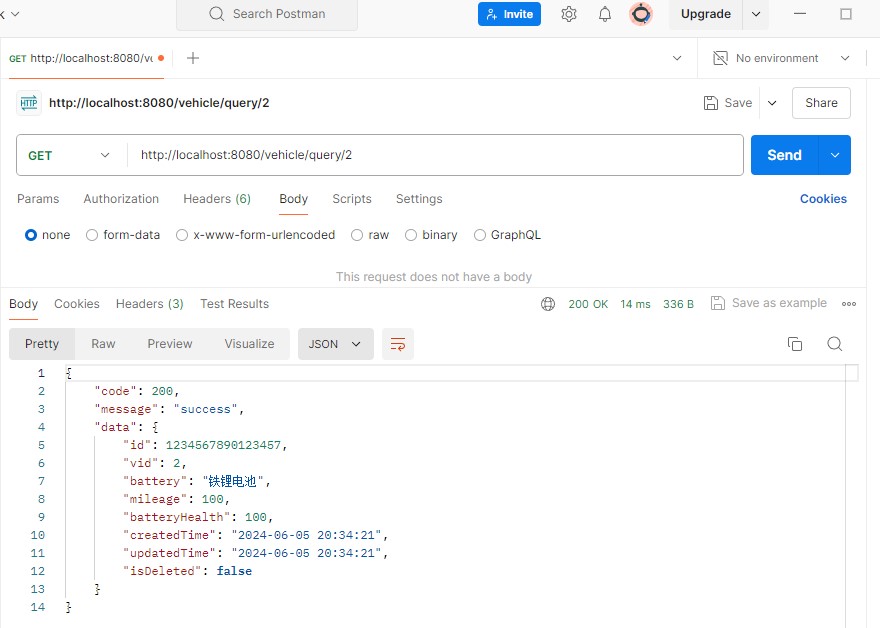 Search Postman
Invite
Upgrade
GET http://localhost:8080/ve
No environment
HTTP http://localhost:8080/vehicle/query/2
Save
Share
GET
http://localhost:8080/vehicle/query/2
Send
Params Authorization Headers (6) Body Scripts Settings Cookies
none form-data x-www-form-urlencoded raw binary GraphQL
This request does not have a body
Body Cookies Headers (3) Test Results 200 OK 14 ms 336 B Save as example
Pretty Raw Preview Visualize JSON
1 {
2 "code": 200,
3 "message": "success",
4 "data": {
5 "id": 1234567890123457,
6 "vid": 2,
7 "battery": "铁锂电池",
8 "mileage": 100,
9 "batteryHealth": 100,
10 "createdTime": "2024-06-05 20:34:21",
11 "updatedTime": "2024-06-05 20:34:21",
12 "isDeleted": false
13 }
14 }